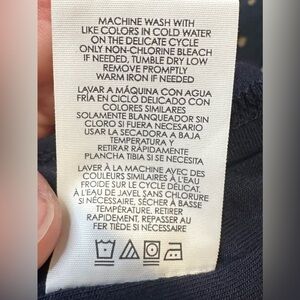 MACHINE WASH WITH
LIKE COLORS IN COLD WATER
ON THE DELICATE CYCLE
ONLY NON-CHLORINE BLEACH
IF NEEDED, TUMBLE DRY LOW
REMOVE PROMPTLY
WARM IRON IF NEEDED
LAVAR A MÁQUINA CON AGUA
FRÍA EN CICLO DELICADO CON
COLORES SIMILARES
SOLAMENTE BLANQUEADOR SIN
CLORO SI FUERA NECESARIO
USAR LA SECADORA A BAJA
TEMPERATURA Y
RETIRAR RÁPIDAMENTE
PLANCHA TIBIA SI SE NECESITA
LAVER À LA MACHINE AVEC DES
COULEURS SIMILAIRES À L'EAU
FROIDE SUR LE CYCLE DÉLICAT.
À L'EAU DE JAVEL SANS CHLORURE
SI NÉCESSAIRE, SÉCHER À BASSE
TEMPÉRATURE, RETIRER
RAPIDEMENT, REPASSER AU
FER TIÈDE SI NÉCESSAIRE